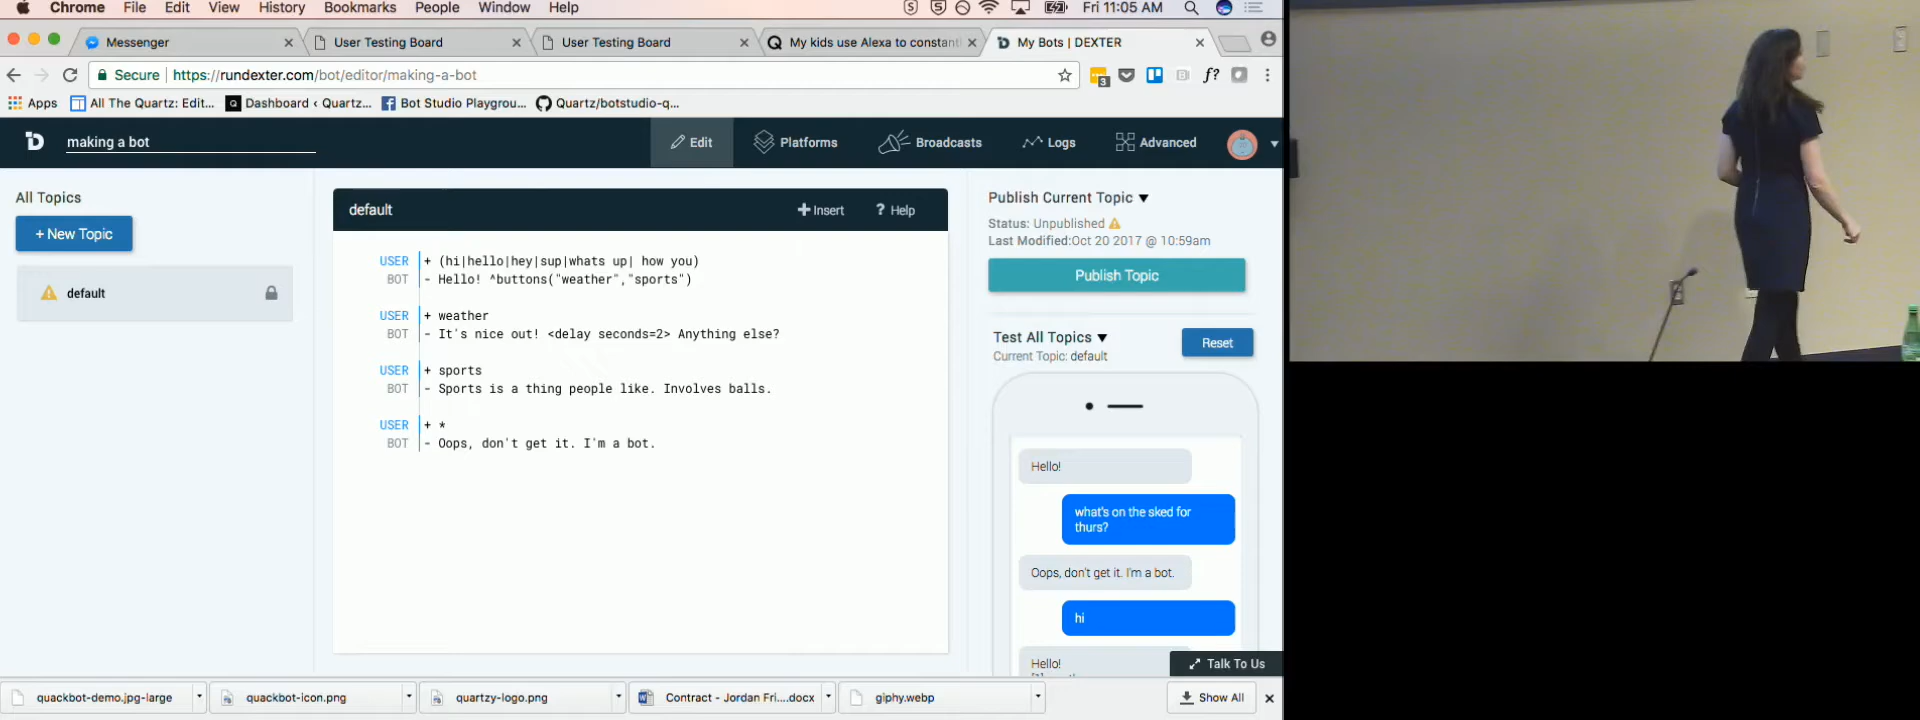 Chrome File Edit View History Bookmarks People Window Help Fri 11:05 AM
Messenger User Testing Board User Testing Board My kids use Alexa to constant My Bots | DEXTER
Secure https://rundexter.com/bot/editor/making-a-bot
Apps All The Quartz: Edit... Dashboard ‹ Quartz... Bot Studio Playgrou... Quartz/botstudio-q...
making a bot Edit Platforms Broadcasts Logs Advanced
All Topics
+ New Topic
default
default + Insert ? Help
USER + (hi|hello|hey|sup|whats up| how you)
BOT - Hello! ^buttons("weather","sports")
USER + weather
BOT - It's nice out! <delay seconds=2> Anything else?
USER + sports
BOT - Sports is a thing people like. Involves balls.
USER + *
BOT - Oops, don't get it. I'm a bot.
Publish Current Topic
Status: Unpublished
Last Modified:Oct 20 2017 @ 10:59am
Publish Topic
Test All Topics Reset
Current Topic: default
Hello!
what's on the sked for
thurs?
Oops, don't get it. I'm a bot.
hi
Hello!
Talk To Us
quackbot-demo.jpg-large quackbot-icon.png quartzy-logo.png Contract - Jordan Fri....docx giphy.webp Show All